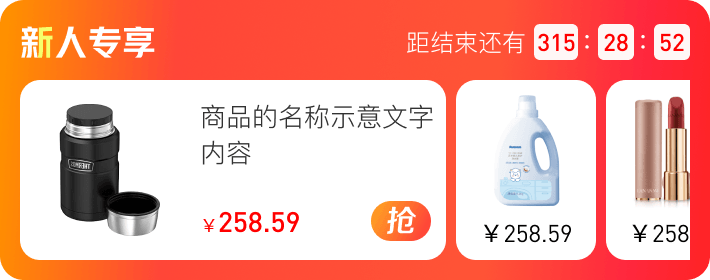 新人专享
距结束还有 315 : 28 : 52
商品的名称示意文字
内容
¥258.59
抢
¥258.59
¥258